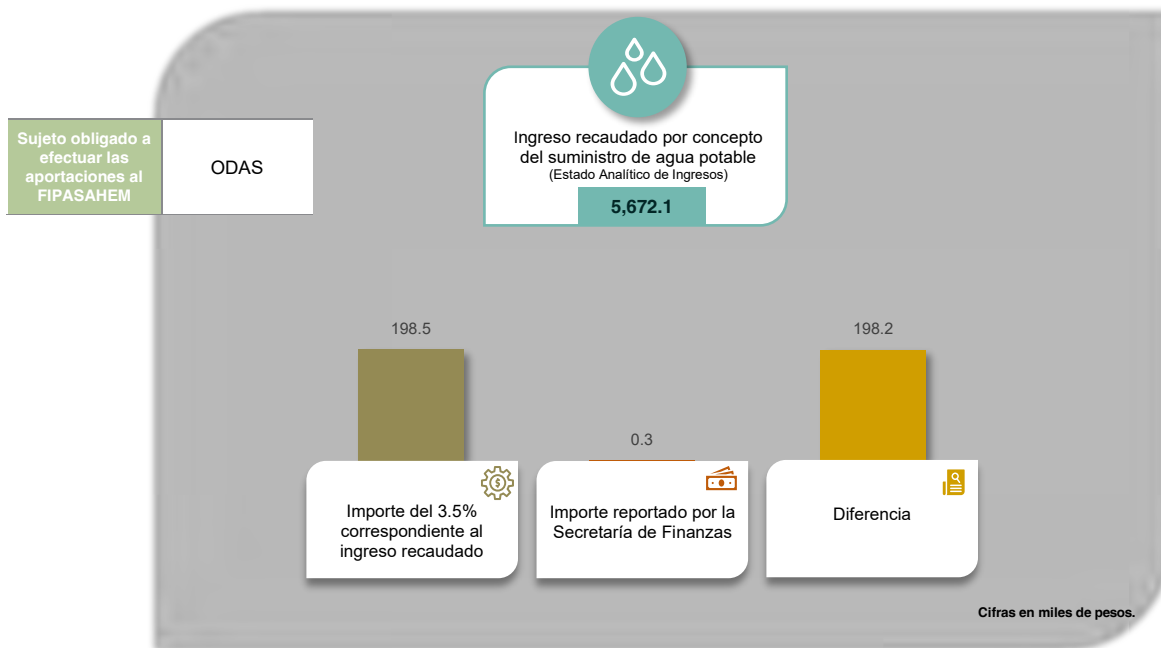 Sujeto obligado a
efectuar las
aportaciones al
FIPASAHEM
ODAS
Ingreso recaudado por concepto
del suministro de agua potable
(Estado Analítico de Ingresos)
5,672.1
198.5
0.3
198.2
Importe del 3.5%
correspondiente al
ingreso recaudado
Importe reportado por la
Secretaría de Finanzas
Diferencia
Cifras en miles de pesos.